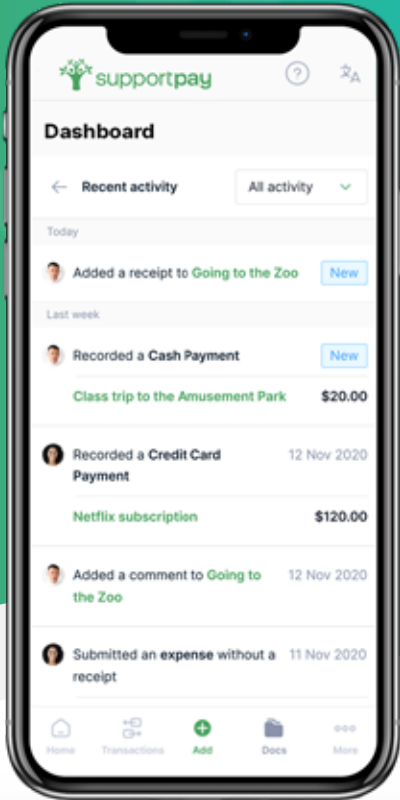 supportpay
Dashboard
Recent activity
All activity
Today
Added a receipt to Going to the Zoo
New
Last week
Recorded a Cash Payment
New
Class trip to the Amusement Park
$20.00
Recorded a Credit Card
12 Nov 2020
Payment
Netflix subscription
$120.00
Added a comment to Going to
12 Nov 2020
the Zoo
Submitted an expense without a
11 Nov 2020
receipt
Home
Transactions
Add
Docs
More